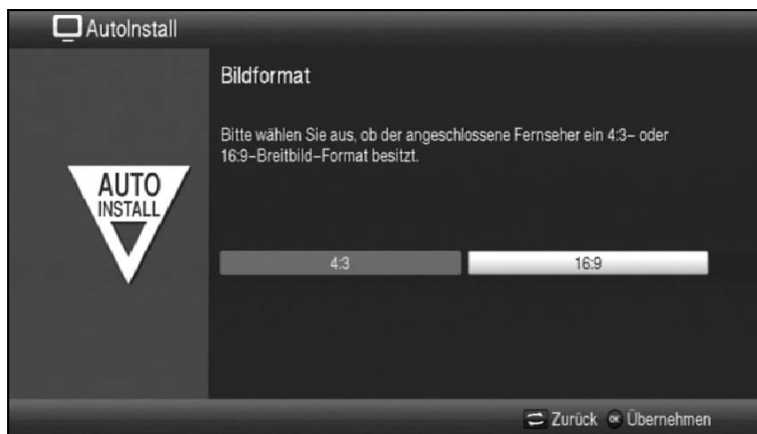 AutoInstall
Bildformat
Bitte wählen Sie aus, ob der angeschlossene Fernseher ein 4:3- oder
16:9-Breitbild-Format besitzt.
AUTO
INSTALL
4:3
16:9
Zurück OK Übernehmen